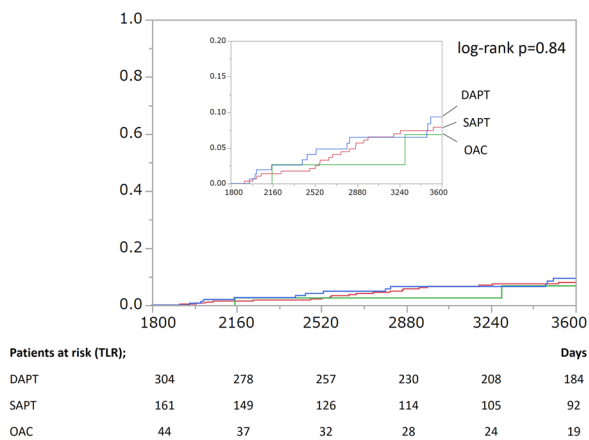 1.0
0.8
0.6
0.4
0.2
0.0
0.20
0.15
0.10
0.05
0.00
1800 2160 2520 2880 3240 3600
log-rank p=0.84
DAPT
SAPT
OAC
1800 2160 2520 2880 3240 3600
Patients at risk (TLR); Days
DAPT 304 278 257 230 208 184
SAPT 161 149 126 114 105 92
OAC 44 37 32 28 24 19